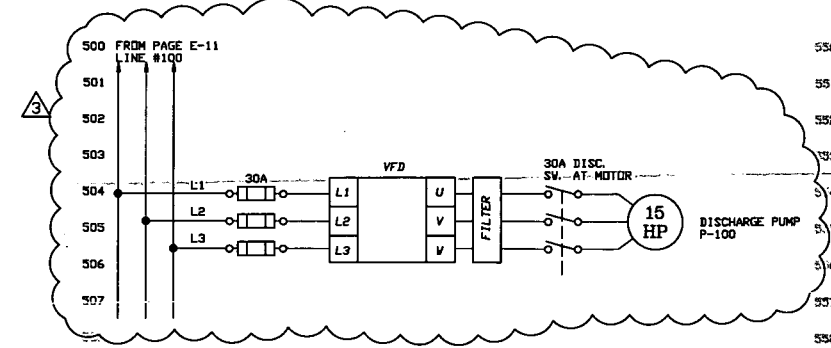 500 FROM PAGE E-11
LINE #100
501
3
502
503
VFD
30A DISC.
SW. AT MOTOR
504
L1
30A
L1
U
L2
L2
V
FILTER
15
HP
DISCHARGE PUMP
P-100
505
L3
L3
W
506
507